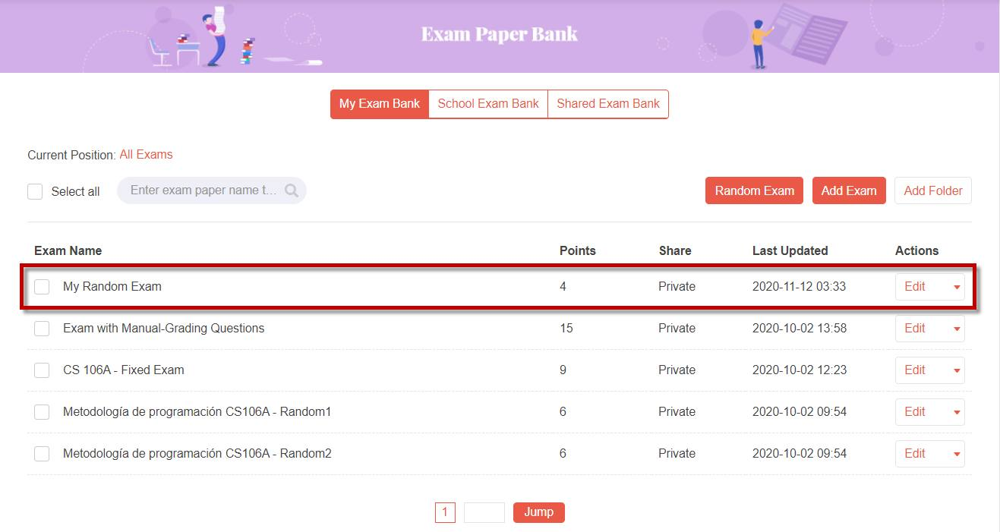 Exam Paper Bank
My Exam Bank School Exam Bank Shared Exam Bank
Current Position: All Exams
Select all Enter exam paper name t... Random Exam Add Exam Add Folder
Exam Name Points Share Last Updated Actions
My Random Exam 4 Private 2020-11-12 03:33 Edit
Exam with Manual-Grading Questions 15 Private 2020-10-02 13:58 Edit
CS 106A - Fixed Exam 9 Private 2020-10-02 12:23 Edit
Metodología de programación CS106A - Random1 6 Private 2020-10-02 09:54 Edit
Metodología de programación CS106A - Random2 6 Private 2020-10-02 09:54 Edit
1 Jump